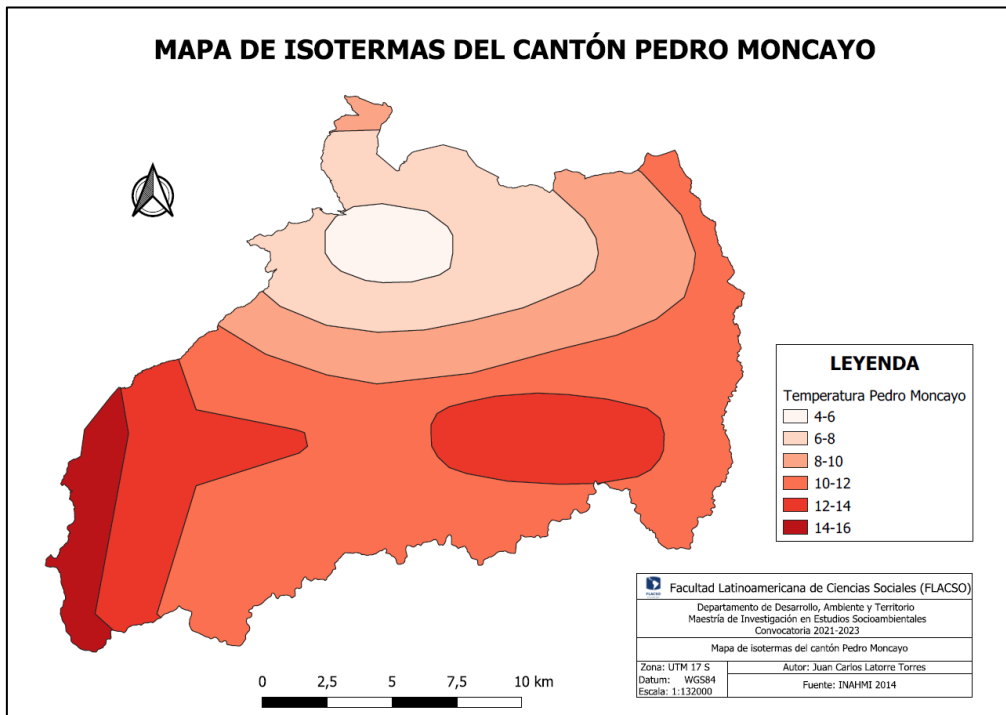 MAPA DE ISOTERMAS DEL CANTÓN PEDRO MONCAYO
LEYENDA
Temperatura Pedro Moncayo
4-6
6-8
8-10
10-12
12-14
14-16
FLACSO
Facultad Latinoamericana de Ciencias Sociales (FLACSO)
Departamento de Desarrollo, Ambiente y Territorio
Maestría de Investigación en Estudios Socioambientales
Convocatoria 2021-2023
Mapa de isotermas del cantón Pedro Moncayo
Zona: UTM 17 S
Datum: WGS84
Escala: 1:132000
Autor: Juan Carlos Latorre Torres
Fuente: INAHMI 2014
0 2,5 5 7,5 10 km